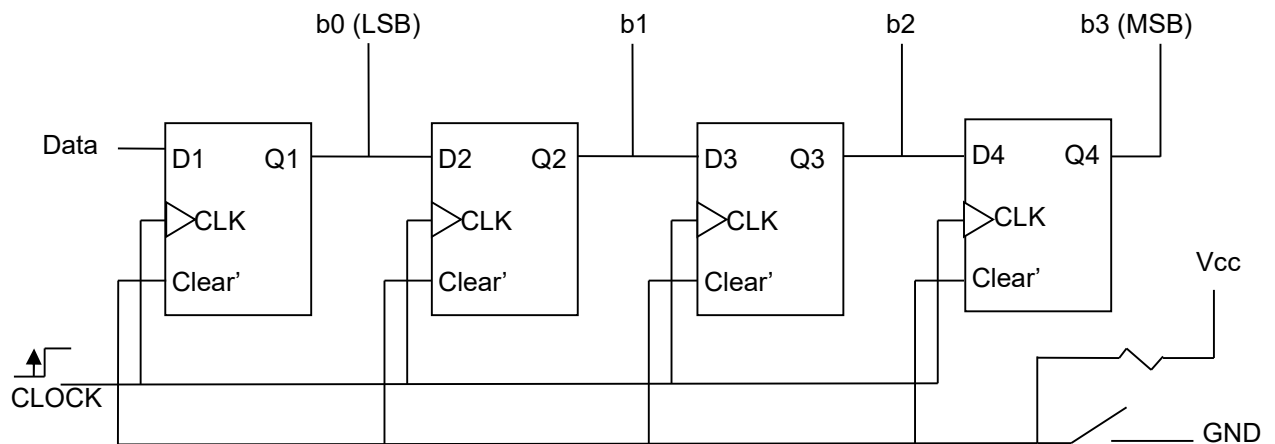 b0 (LSB) b1 b2 b3 (MSB)
Data
D1 Q1 D2 Q2 D3 Q3 D4 Q4
CLK CLK CLK CLK
Clear’ Clear’ Clear’ Clear’
Vcc
CLOCK
GND